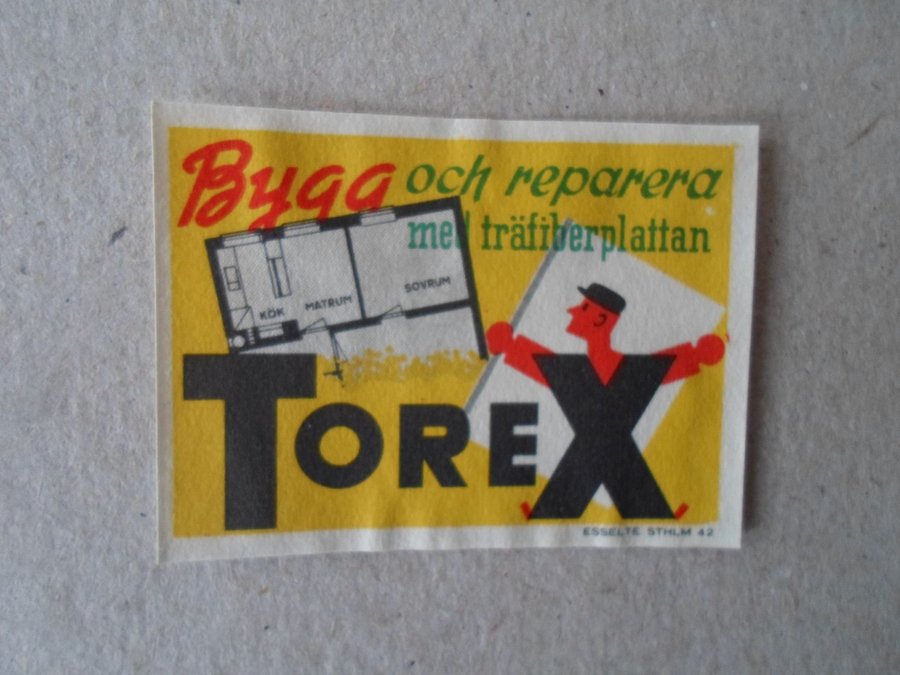 Bygg och reparera
med träfiberplattan
KÖK MATRUM SOVRUM
TOREX
ESSELTE STHLM 42